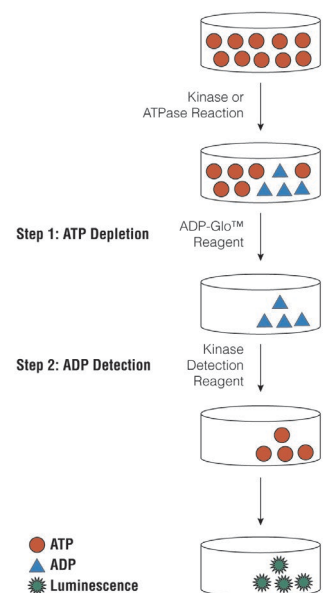 Kinase or
ATPase Reaction
Step 1: ATP Depletion
ADP-Glo™
Reagent
Step 2: ADP Detection
Kinase
Detection
Reagent
ATP
ADP
Luminescence